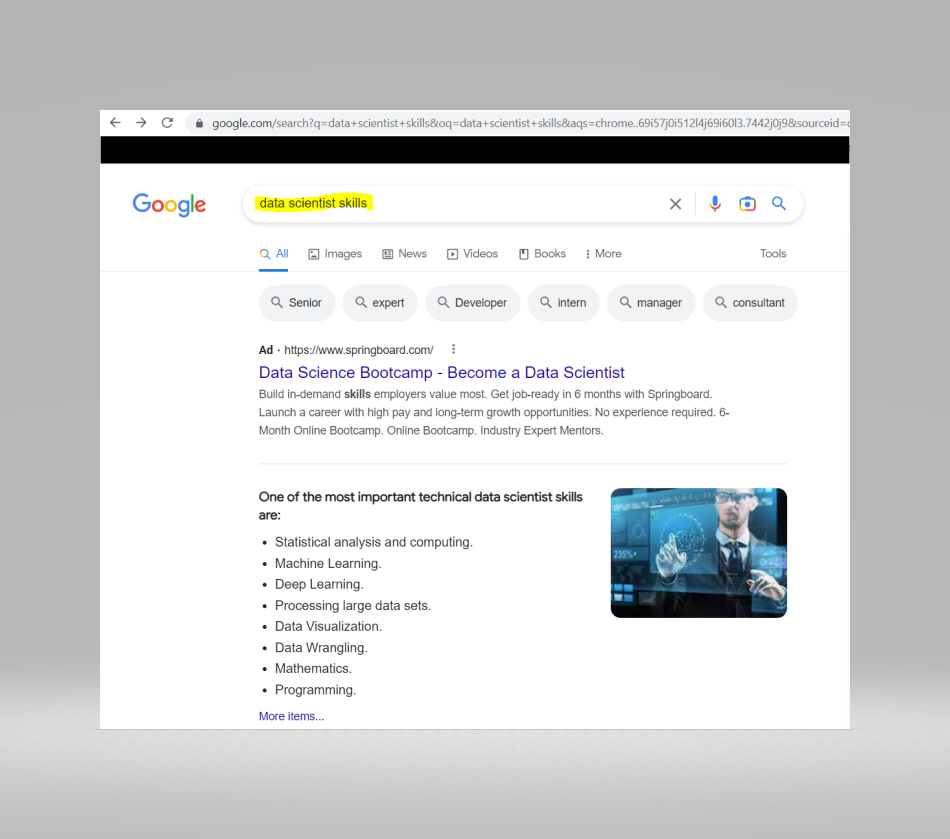 google.com/search?q=data+scientist+skills&oq=data+scientist+skills&aqs=chrome..69i57j0i512l4j69i60l3.7442j0j9&sourceid=c
Google
data scientist skills
All Images News Videos Books More Tools
Senior expert Developer intern manager consultant
Ad · https://www.springboard.com/
Data Science Bootcamp - Become a Data Scientist
Build in-demand skills employers value most. Get job-ready in 6 months with Springboard.
Launch a career with high pay and long-term growth opportunities. No experience required. 6-
Month Online Bootcamp. Online Bootcamp. Industry Expert Mentors.
One of the most important technical data scientist skills
are:
• Statistical analysis and computing.
• Machine Learning.
• Deep Learning.
• Processing large data sets.
• Data Visualization.
• Data Wrangling.
• Mathematics.
• Programming.
235%
More items...